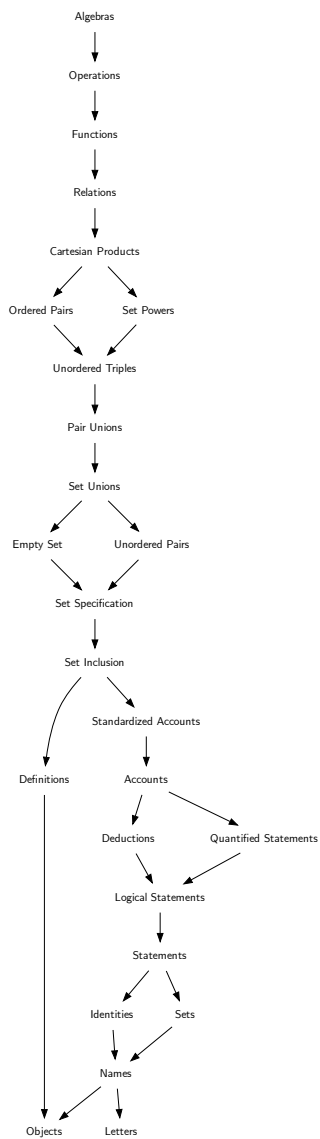 Algebras
Operations
Functions
Relations
Cartesian Products
Ordered Pairs
Set Powers
Unordered Triples
Pair Unions
Set Unions
Empty Set
Unordered Pairs
Set Specification
Set Inclusion
Standardized Accounts
Definitions
Accounts
Deductions
Quantified Statements
Logical Statements
Statements
Identities
Sets
Names
Objects
Letters